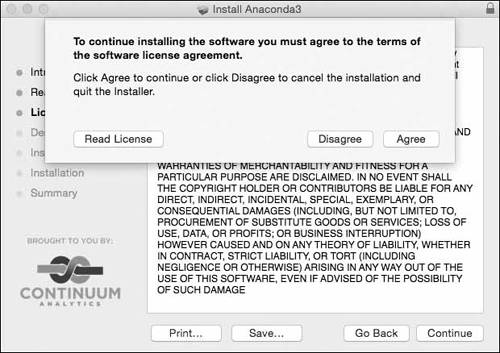 Install Anaconda3
To continue installing the software you must agree to the terms of
the software license agreement.
Click Agree to continue or click Disagree to cancel the installation and
quit the Installer.
Read License
Disagree
Agree
Installation
Summary
AND
WARRANTIES OF MERCHANTABILITY AND FITNESS FOR A
PARTICULAR PURPOSE ARE DISCLAIMED. IN NO EVENT SHALL
THE COPYRIGHT HOLDER OR CONTRIBUTORS BE LIABLE FOR ANY
DIRECT, INDIRECT, INCIDENTAL, SPECIAL, EXEMPLARY, OR
CONSEQUENTIAL DAMAGES (INCLUDING, BUT NOT LIMITED TO,
PROCUREMENT OF SUBSTITUTE GOODS OR SERVICES; LOSS OF
USE, DATA, OR PROFITS; OR BUSINESS INTERRUPTION)
HOWEVER CAUSED AND ON ANY THEORY OF LIABILITY, WHETHER
IN CONTRACT, STRICT LIABILITY, OR TORT (INCLUDING
NEGLIGENCE OR OTHERWISE) ARISING IN ANY WAY OUT OF THE
USE OF THIS SOFTWARE, EVEN IF ADVISED OF THE POSSIBILITY
OF SUCH DAMAGE
BROUGHT TO YOU BY:
CONTINUUM
ANALYTICS
Print...
Save...
Go Back
Continue